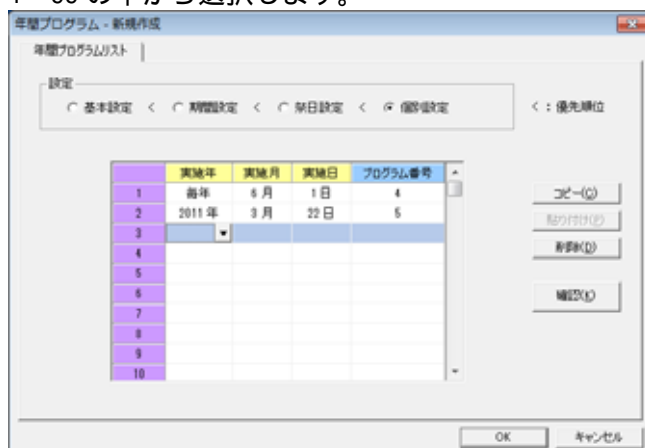 年間プログラム - 新規作成
年間プログラムリスト
設定
基本設定 < 期間設定 < 祭日設定 < 個別設定
< : 優先順位
実施年 実施月 実施日 プログラム番号
1 毎年 6 月 1 日 4
2 2011 年 3 月 22 日 5
3
4
5
6
7
8
9
10
コピー(C)
貼り付け(P)
削除(D)
確認(K)
OK キャンセル